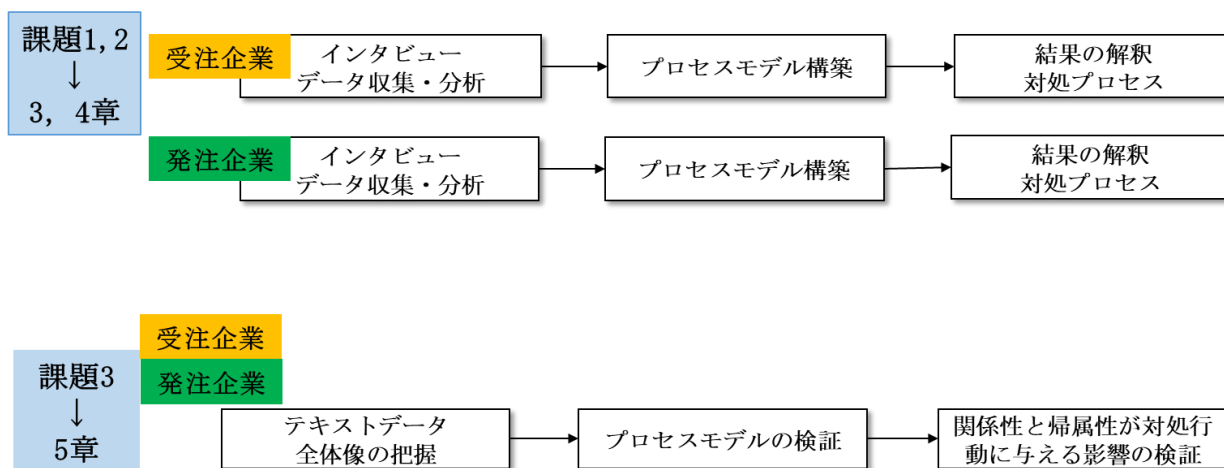 課題1,2
↓
3, 4章
受注企業
インタビュー
データ収集・分析
プロセスモデル構築
結果の解釈
対処プロセス
発注企業
インタビュー
データ収集・分析
プロセスモデル構築
結果の解釈
対処プロセス
課題3
↓
5章
受注企業
発注企業
テキストデータ
全体像の把握
プロセスモデルの検証
関係性と帰属性が対処行
動に与える影響の検証